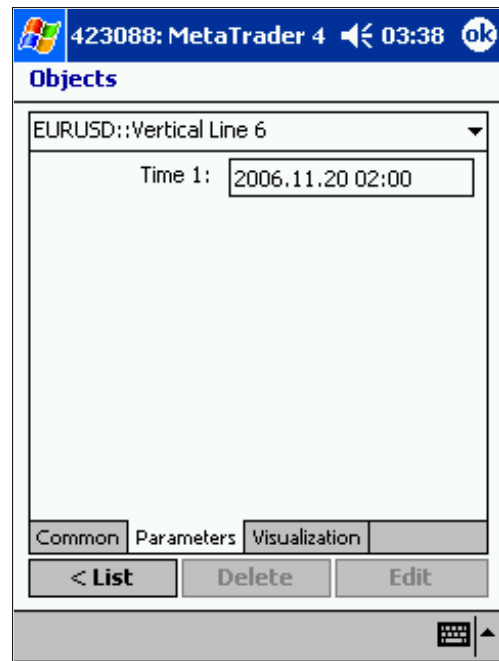 423088: MetaTrader 4 03:38 ok
Objects
EURUSD::Vertical Line 6
Time 1: 2006.11.20 02:00
Common Parameters Visualization
< List Delete Edit